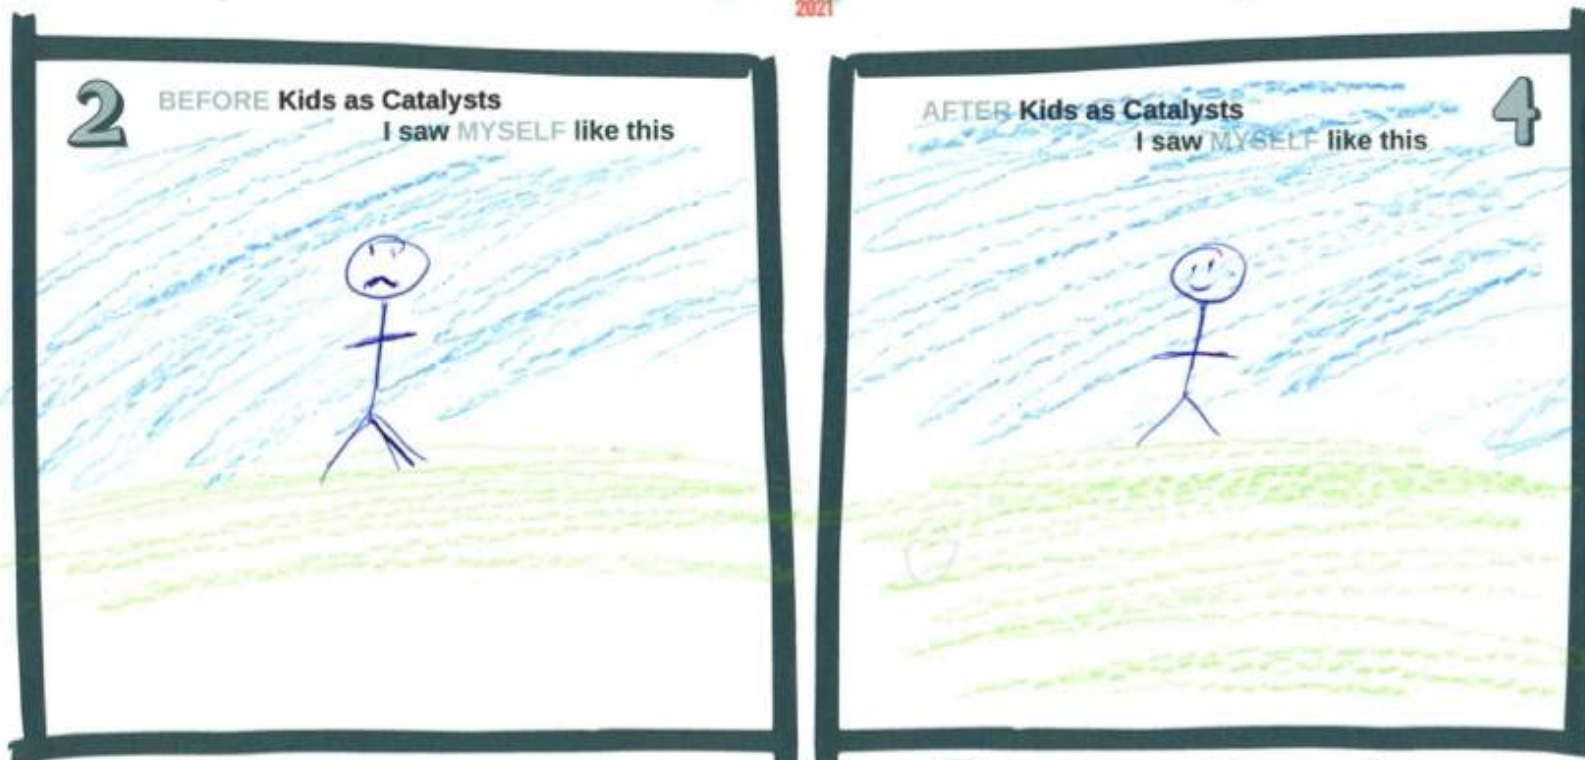 2021
2
BEFORE Kids as Catalysts
I saw MYSELF like this
AFTER Kids as Catalysts
I saw MYSELF like this
4